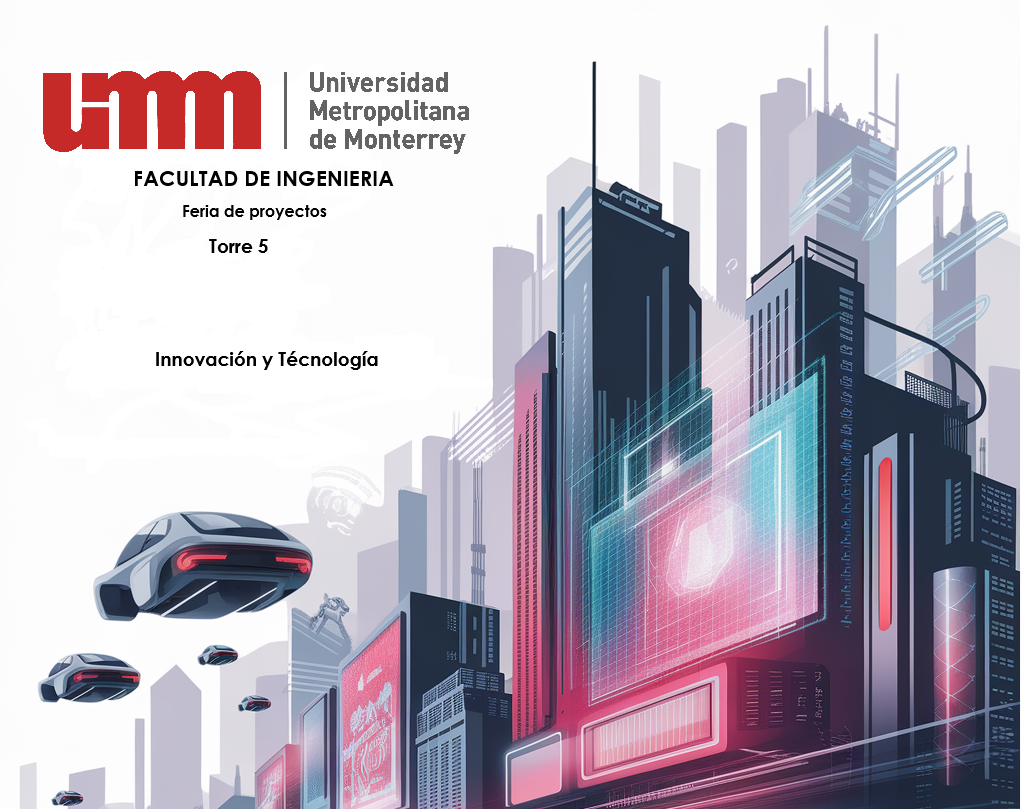 umm
Universidad
Metropolitana
de Monterrey
FACULTAD DE INGENIERIA
Feria de proyectos
Torre 5
Innovación y Técnología